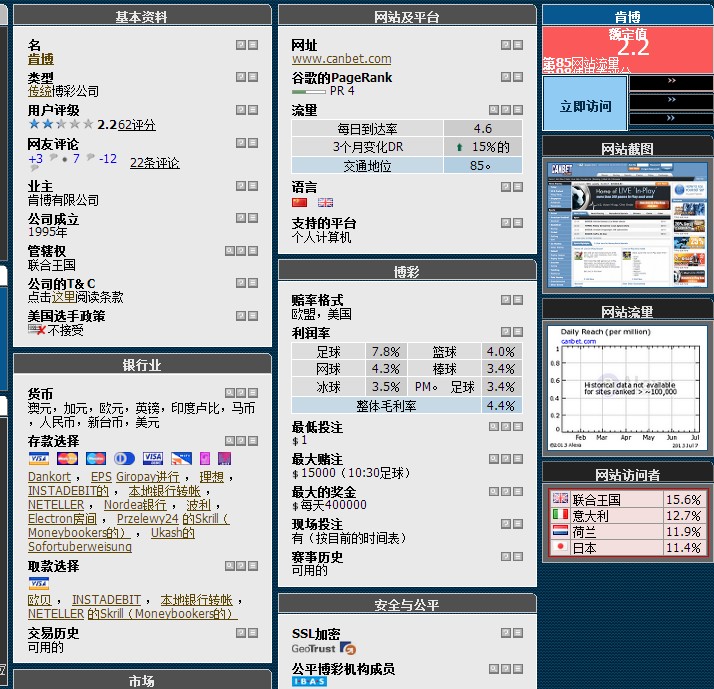 基本资料
名
肯博
类型
传统博彩公司
用户评级
2.2 62评分
网友评论
+3 • 7 -12 22条评论
业主
肯博有限公司
公司成立
1995年
管辖权
联合王国
公司的T& C
点击这里阅读条款
美国选手政策
不接受
银行业
货币
澳元，加元，欧元，英镑，印度卢比，马币
，人民币，新台币，美元
存款选择
Dankort ， EPS Giropay进行 ， 理想 ，
INSTADEBIT的 ， 本地银行转帐 ，
NETELLER ， Nordea银行 ， 波利 ，
Electron房间 ， Przelewy24 的Skrill（
Moneybookers的） ， Ukash的
Sofortuberweisung
取款选择
VISA
欧贝 ， INSTADEBIT ， 本地银行转帐 ，
NETELLER 的Skrill（Moneybookers的）
交易历史
可用的
市场
网站及平台
网址
www.canbet.com
谷歌的PageRank
PR 4
流量
每日到达率 4.6
3个月变化DR 15%的
交通地位 85。
语言
支持的平台
个人计算机
博彩
赔率格式
欧盟，美国
利润率
足球 7.8% 篮球 4.0%
网球 4.3% 棒球 3.4%
冰球 3.5% PM。 足球 3.4%
整体毛利率 4.4%
最低投注
$ 1
最大赌注
$ 15000（10:30足球）
最大的奖金
$ 每天400000
现场投注
有（按目前的时间表）
赛事历史
可用的
安全与公平
SSL加密
GeoTrust
公平博彩机构成员
IBAS
肯博
额定值
2.2
第85网站流量
立即访问
››
››
››
网站截图
CANBET
Home of LIVE In-Play
网站流量
Daily Reach (per million)
canbet.com
1
0.8
0.6
0.4
0.2
0
Historical data not available
for sites ranked > ~100,000
Feb Mar Apr May Jun Jul
©2013 Alexa 2013 Jul 7
网站访问者
联合王国 15.6%
意大利 12.7%
荷兰 11.9%
日本 11.4%